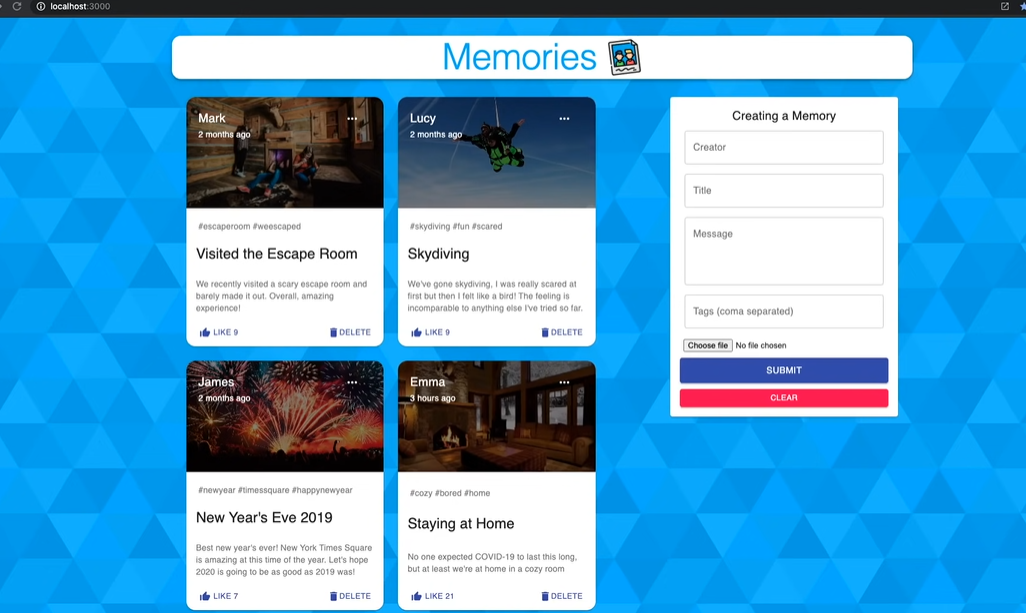 localhost:3000
Memories
Mark
2 months ago
#escaperoom #weescaped
Visited the Escape Room
We recently visited a scary escape room and
barely made it out. Overall, amazing
experience!
LIKE 9
DELETE
Lucy
2 months ago
#skydiving #fun #scared
Skydiving
We've gone skydiving, I was really scared at
first but then I felt like a bird! The feeling is
incomparable to anything else I've tried so far.
LIKE 9
DELETE
James
2 months ago
#newyear #timessquare #happynewyear
New Year's Eve 2019
Best new year's ever! New York Times Square
is amazing at this time of the year. Let's hope
2020 is going to be as good as 2019 was!
LIKE 7
DELETE
Emma
3 hours ago
#cozy #bored #home
Staying at Home
No one expected COVID-19 to last this long,
but at least we're at home in a cozy room
LIKE 21
DELETE
Creating a Memory
Creator
Title
Message
Tags (coma separated)
Choose file No file chosen
SUBMIT
CLEAR